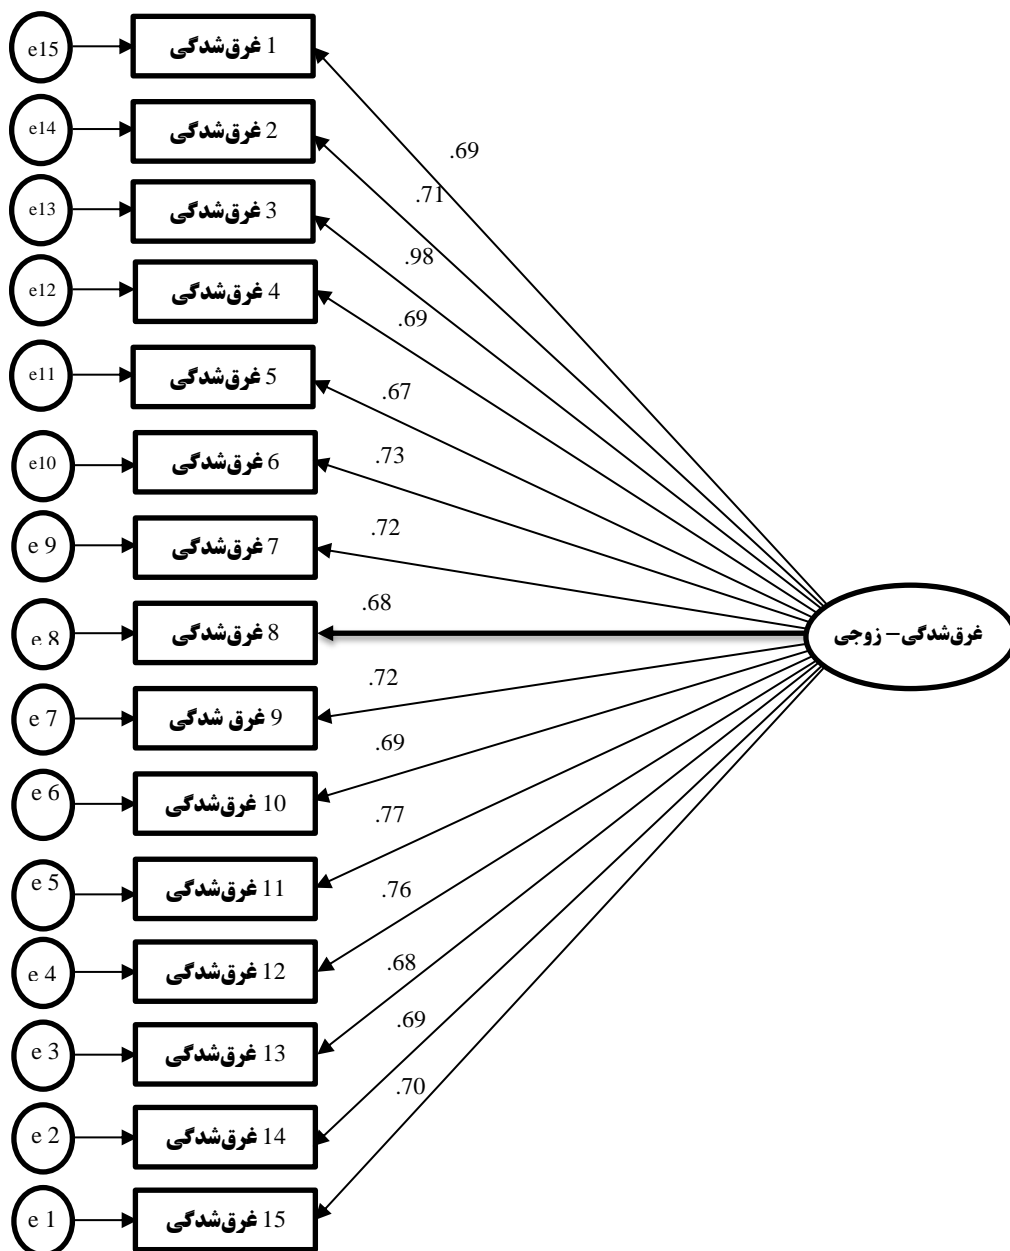 e15
غرق‌شدگی 1
e14
غرق‌شدگی 2
.69
.71
e13
غرق‌شدگی 3
.98
e12
غرق‌شدگی 4
.69
e11
غرق‌شدگی 5
.67
e10
غرق‌شدگی 6
.73
e 9
غرق‌شدگی 7
.72
.68
e 8
غرق‌شدگی 8
غرق‌شدگی – زوجی
.72
e 7
غرق شدگی 9
.69
e 6
غرق‌شدگی 10
.77
e 5
غرق‌شدگی 11
.76
e 4
غرق‌شدگی 12
.68
e 3
غرق‌شدگی 13
.69
.70
e 2
غرق‌شدگی 14
e 1
غرق‌شدگی 15